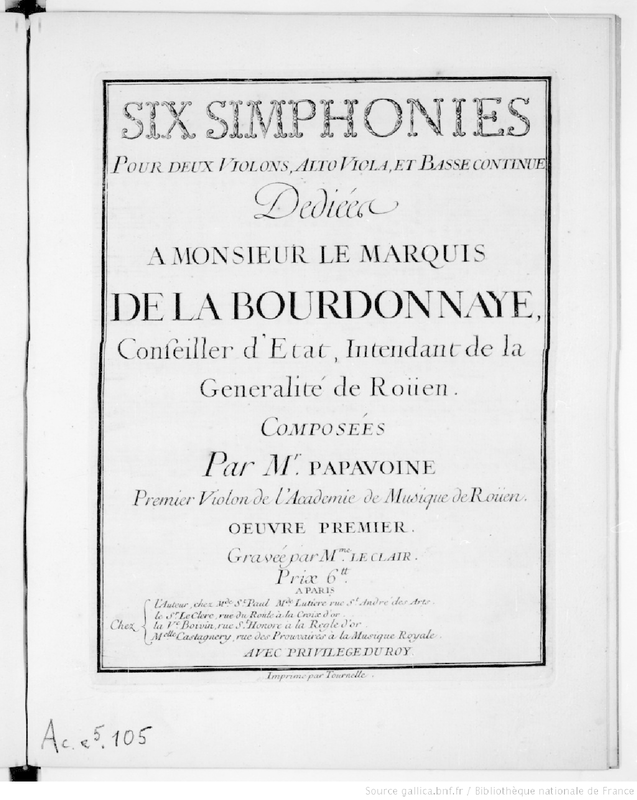 SIX SIMPHONIES
POUR DEUX VIOLONS, ALTO VIOLA, ET BASSE CONTINUE
Dediées
A MONSIEUR LE MARQUIS
DE LA BOURDONNAYE,
Conseiller d'Etat, Intendant de la
Generalité de Roüen.
COMPOSÉES
Par Mr. PAPAVOINE
Premier Violon de l'Academie de Musique de Roüen.
OEUVRE PREMIER.
Gravée par Mme. LE CLAIR.
Prix 6tt.
A PARIS
Chez
L'Auteur, chez Mde St Paul Mde Lutiere rue St André des Arts.
le Sr Le Clerc, rue du Roule à la Croix d'or.
la Ve Boivin, rue St Honore à la Regle d'or.
Melle Castagnery, rue des Prouvaires à la Musique Royale.
AVEC PRIVILEGE DU ROY.
Imprimé par Tournelle.
Ac. e5. 105
Source gallica.bnf.fr / Bibliothèque nationale de France